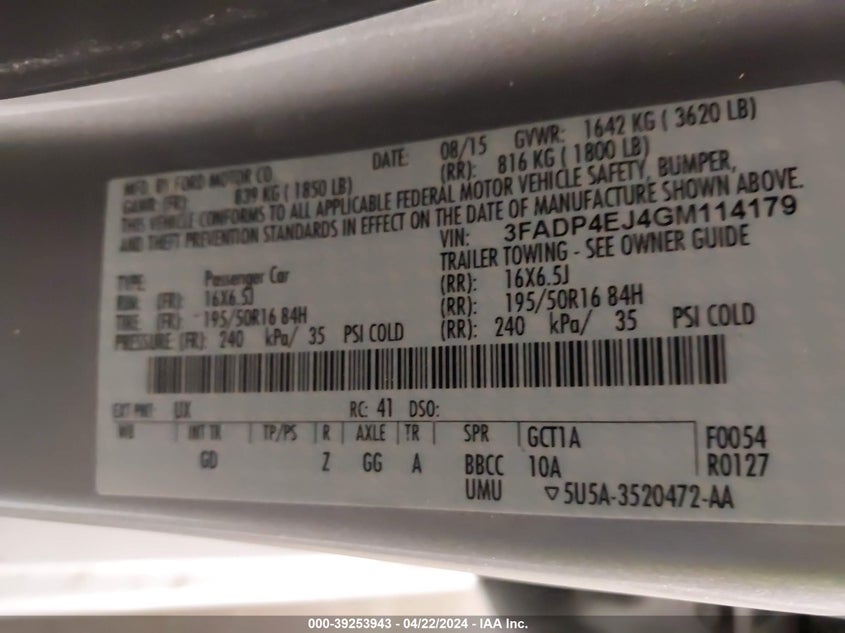 MFD. BY FORD MOTOR CO. DATE: 08/15 GVWR: 1642 KG ( 3620 LB)
GAWR: (FR): 839 KG ( 1850 LB) (RR): 816 KG ( 1800 LB)
THIS VEHICLE CONFORMS TO ALL APPLICABLE FEDERAL MOTOR VEHICLE SAFETY, BUMPER,
AND THEFT PREVENTION STANDARDS IN EFFECT ON THE DATE OF MANUFACTURE SHOWN ABOVE.
VIN: 3FADP4EJ4GM114179
TYPE: Passenger Car TRAILER TOWING - SEE OWNER GUIDE
RIM: (FR): 16X6.5J (RR): 16X6.5J
TIRE: (FR): 195/50R16 84H (RR): 195/50R16 84H
PRESSURE (FR): 240 kPa/ 35 PSI COLD (RR): 240 kPa/ 35 PSI COLD
EXT PNT: UX RC: 41 DSO:
WB INT TR TP/PS R AXLE TR SPR GCT1A F0054
GD Z GG A BBCC 10A R0127
UMU ▽5U5A-3520472-AA
000-39253943 - 04/22/2024 - IAA Inc.